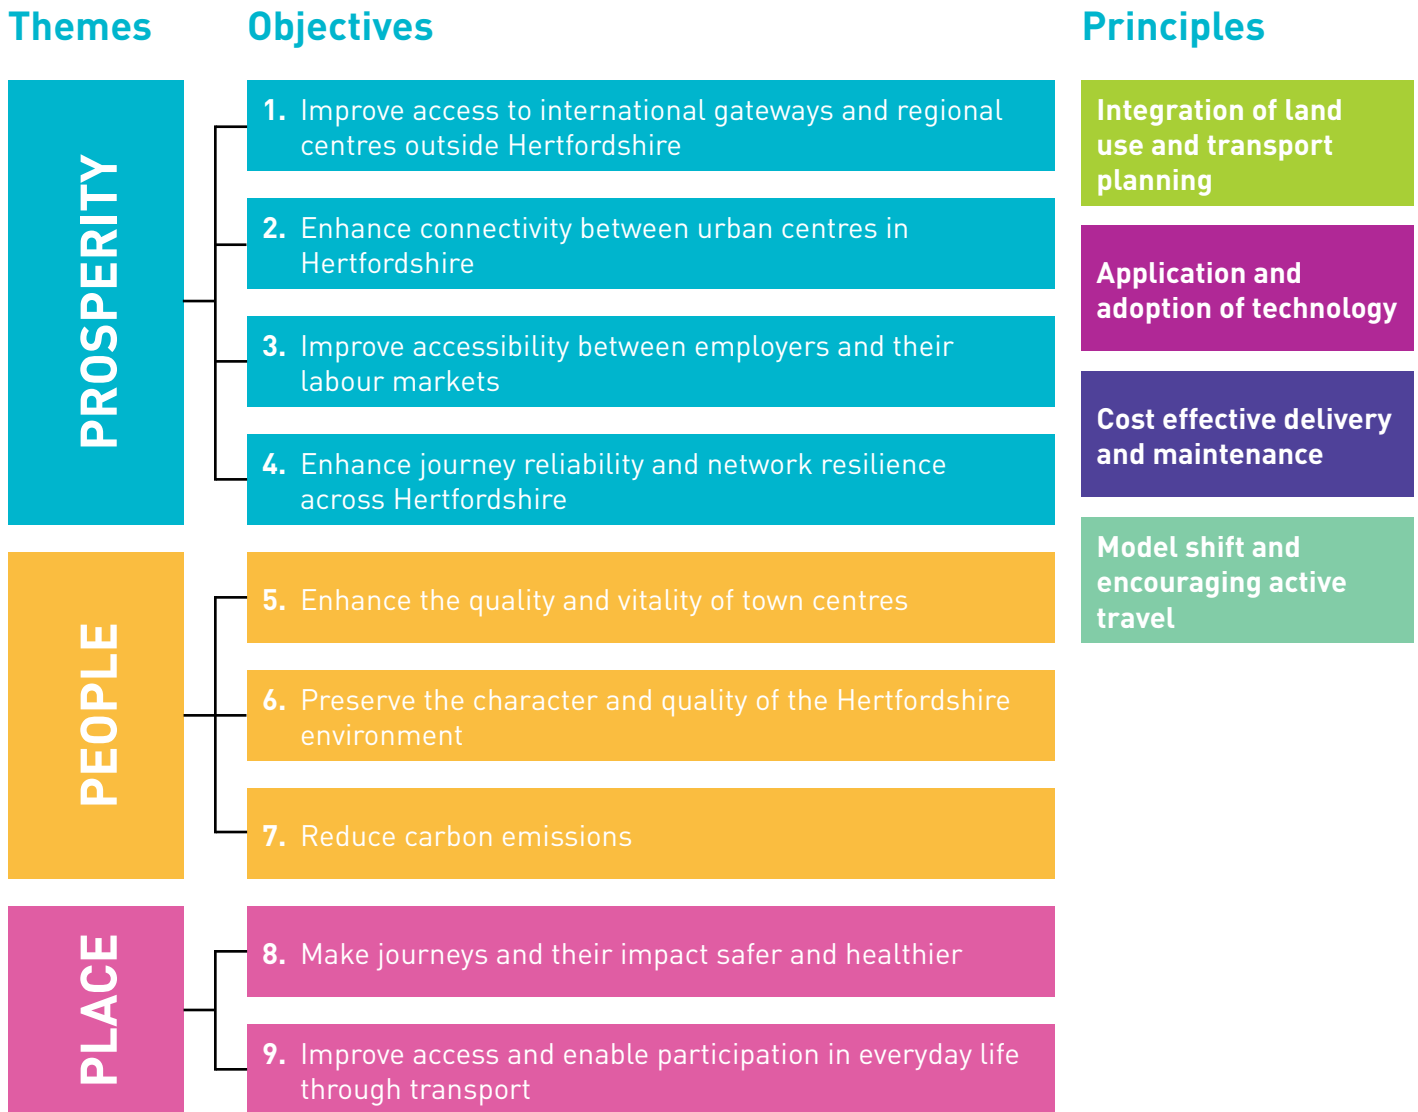 Themes
Objectives
Principles
PROSPERITY
1. Improve access to international gateways and regional
centres outside Hertfordshire
2. Enhance connectivity between urban centres in
Hertfordshire
3. Improve accessibility between employers and their
labour markets
4. Enhance journey reliability and network resilience
across Hertfordshire
PEOPLE
5. Enhance the quality and vitality of town centres
6. Preserve the character and quality of the Hertfordshire
environment
7. Reduce carbon emissions
PLACE
8. Make journeys and their impact safer and healthier
9. Improve access and enable participation in everyday life
through transport
Integration of land
use and transport
planning
Application and
adoption of technology
Cost effective delivery
and maintenance
Model shift and
encouraging active
travel